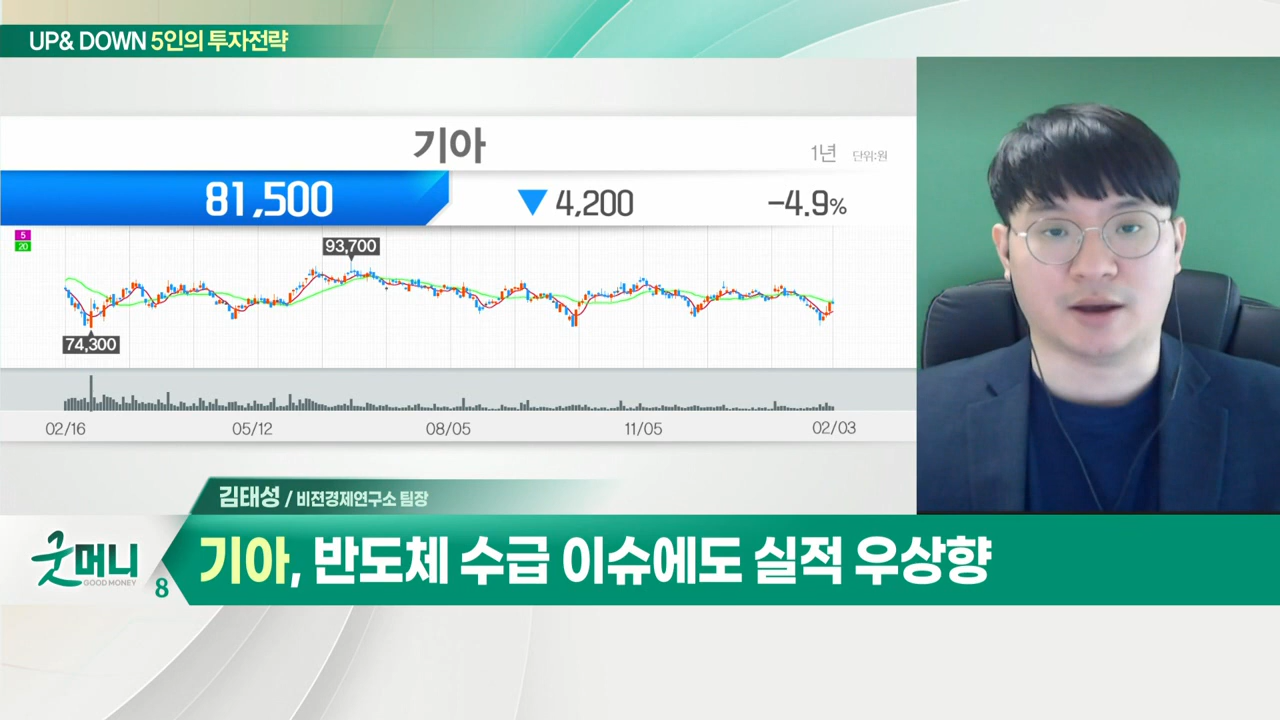 UP& DOWN 5인의 투자전략
기아
1년 단위:원
81,500 ▼ 4,200 -4.9%
5
20
93,700
74,300
02/16 05/12 08/05 11/05 02/03
김태성 / 비젼경제연구소 팀장
굿머니
GOOD MONEY
8
기아, 반도체 수급 이슈에도 실적 우상향